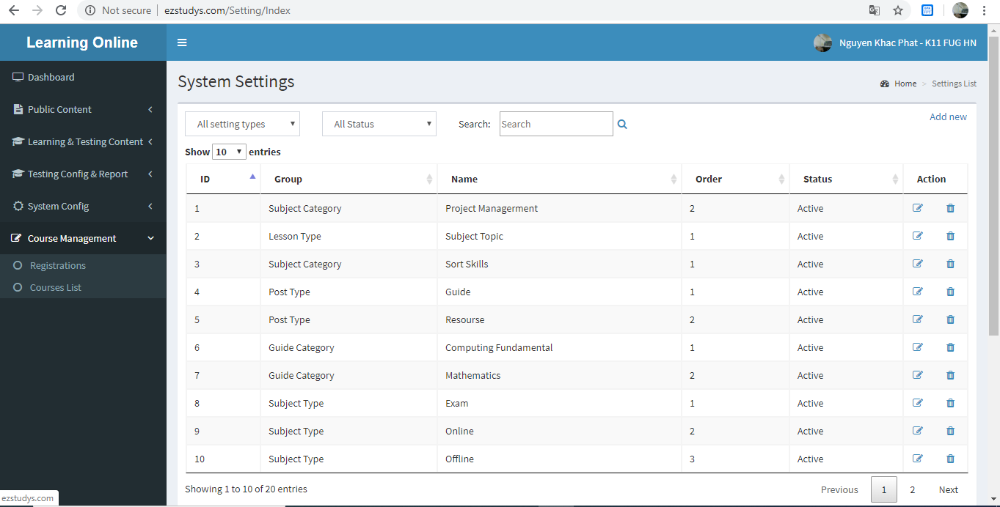 Not secure | ezstudys.com/Setting/Index
Learning Online
Nguyen Khac Phat - K11 FUG HN
Dashboard
Public Content
Learning & Testing Content
Testing Config & Report
System Config
Course Management
Registrations
Courses List
System Settings
Home > Settings List
All setting types
All Status
Search: Search
Add new
Show 10 entries
ID Group Name Order Status Action
1 Subject Category Project Managerment 2 Active
2 Lesson Type Subject Topic 1 Active
3 Subject Category Sort Skills 1 Active
4 Post Type Guide 1 Active
5 Post Type Resourse 2 Active
6 Guide Category Computing Fundamental 1 Active
7 Guide Category Mathematics 2 Active
8 Subject Type Exam 1 Active
9 Subject Type Online 2 Active
10 Subject Type Offline 3 Active
Showing 1 to 10 of 20 entries
Previous 1 2 Next
ezstudys.com